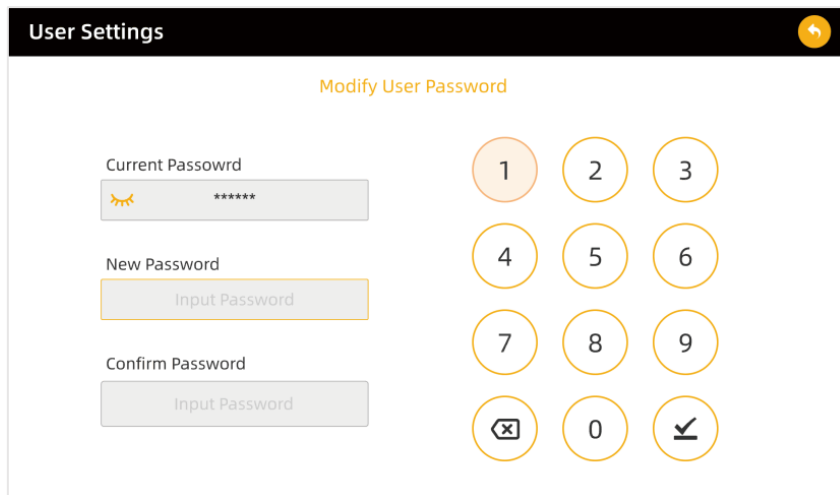 User Settings
Modify User Password
Current Passowrd
******
New Password
Input Password
Confirm Password
Input Password
1 2 3
4 5 6
7 8 9
0